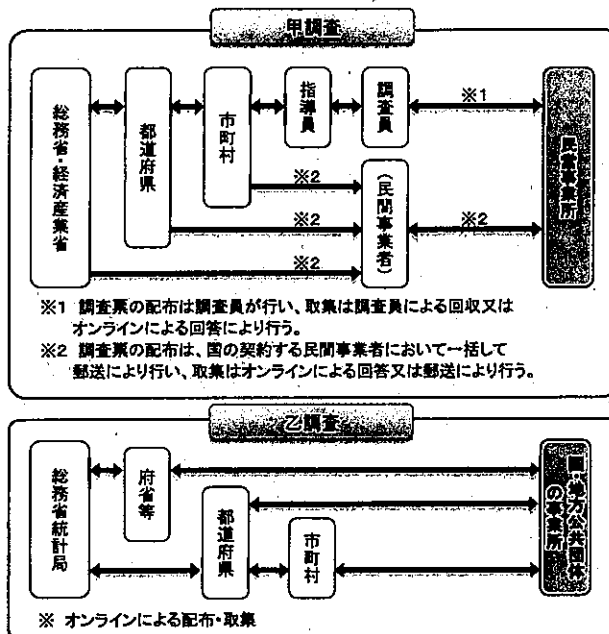 甲調査
総務省・経済産業省
都道府県
市町村
指導員
調査員
※1
民営事業所
※2
※2
※2
(民間事業者)
※2
※1 調査票の配布は調査員が行い、取集は調査員による回収又は
オンラインによる回答により行う。
※2 調査票の配布は、国の契約する民間事業者において一括して
郵送により行い、取集はオンラインによる回答又は郵送により行う。
乙調査
総務省統計局
府省等
都道府県
市町村
国・地方公共団体
の事業所
※ オンラインによる配布・取集